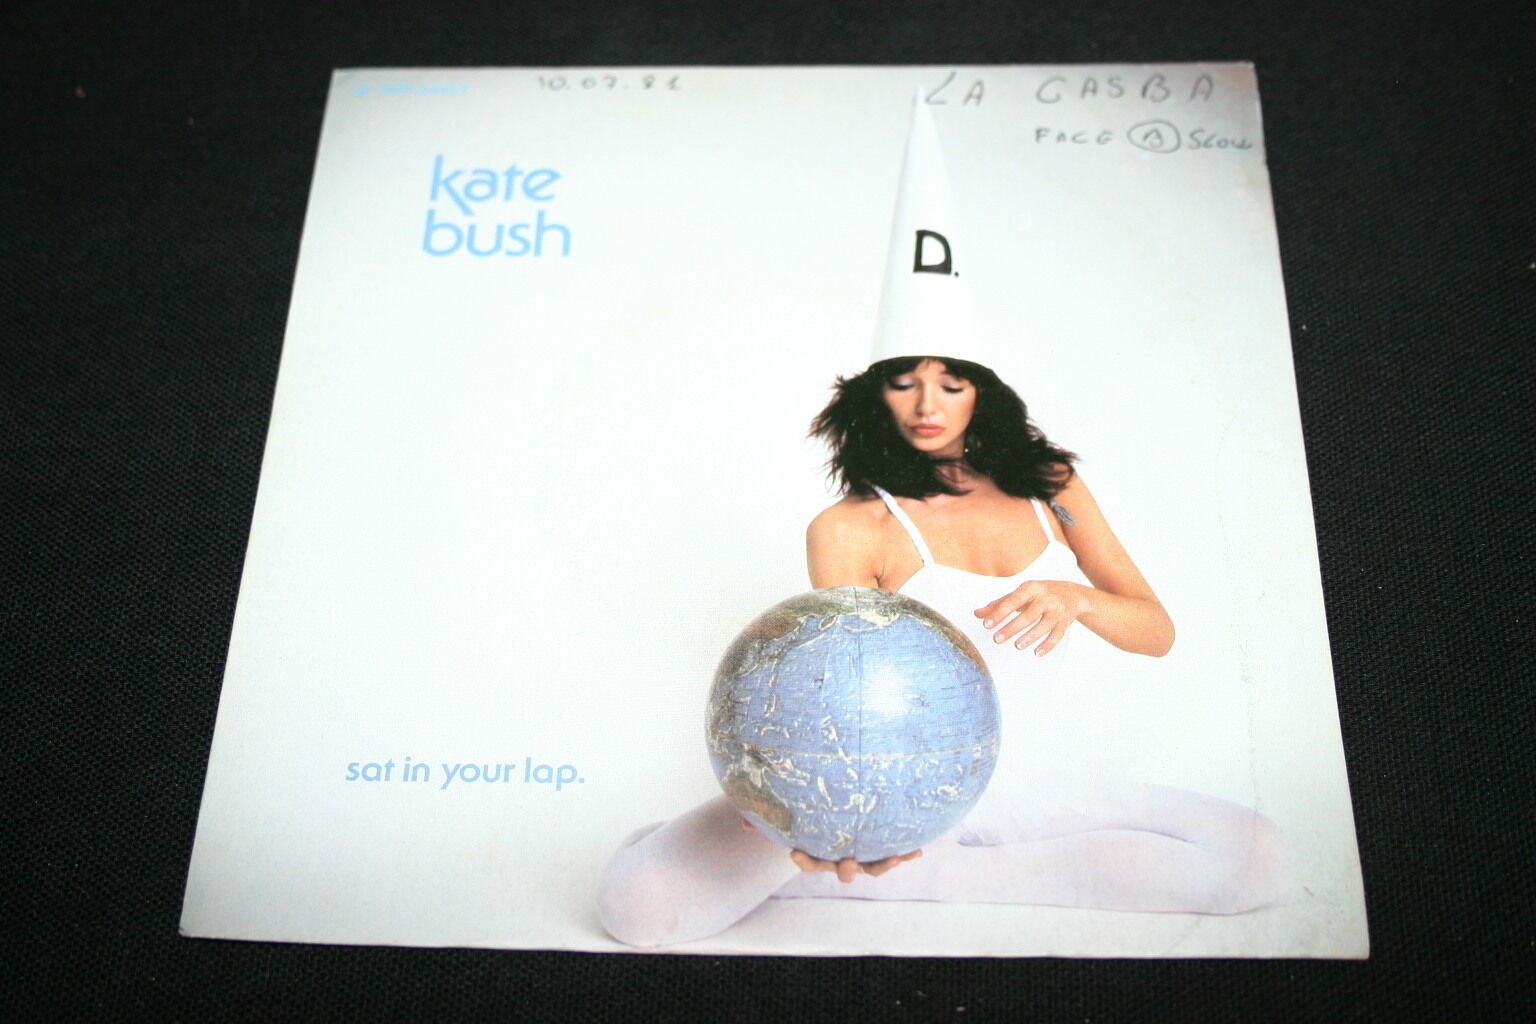 10.07.81
LA GASBA
FACE B SLOW
kate
bush
D.
sat in your lap.